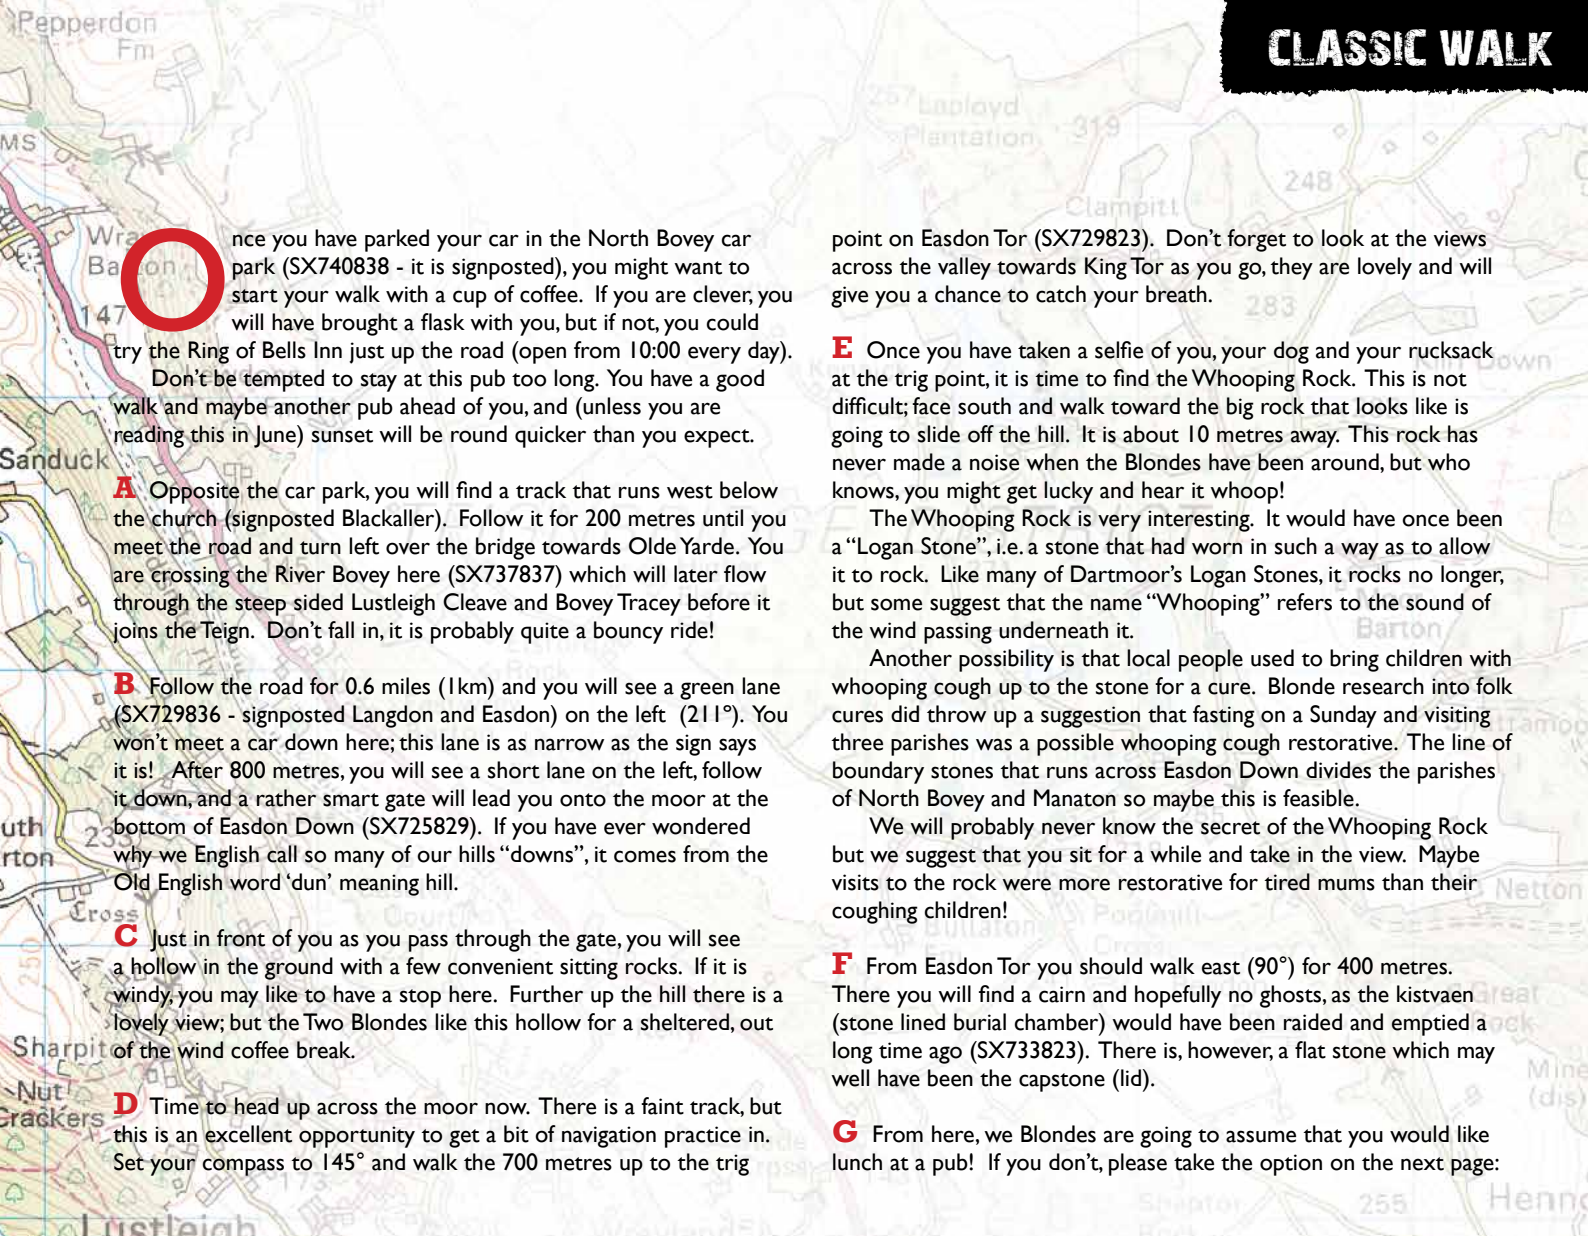 CLASSIC WALK
Once you have parked your car in the North Bovey car
park (SX740838 - it is signposted), you might want to
start your walk with a cup of coffee.  If you are clever, you
will have brought a flask with you, but if not, you could
try the Ring of Bells Inn just up the road (open from 10:00 every day).
Don't be tempted to stay at this pub too long.  You have a good
walk and maybe another pub ahead of you, and (unless you are
reading this in June) sunset will be round quicker than you expect.
A  Opposite the car park, you will find a track that runs west below
the church (signposted Blackaller).  Follow it for 200 metres until you
meet the road and turn left over the bridge towards Olde Yarde.  You
are crossing the River Bovey here (SX737837) which will later flow
through the steep sided Lustleigh Cleave and Bovey Tracey before it
joins the Teign.  Don't fall in, it is probably quite a bouncy ride!
B  Follow the road for 0.6 miles (1km) and you will see a green lane
(SX729836 - signposted Langdon and Easdon) on the left  (211º).  You
won't meet a car down here; this lane is as narrow as the sign says
it is!  After 800 metres, you will see a short lane on the left, follow
it down, and a rather smart gate will lead you onto the moor at the
bottom of Easdon Down (SX725829).  If you have ever wondered
why we English call so many of our hills "downs", it comes from the
Old English word 'dun' meaning hill.
C  Just in front of you as you pass through the gate, you will see
a hollow in the ground with a few convenient sitting rocks.  If it is
windy, you may like to have a stop here.  Further up the hill there is a
lovely view; but the Two Blondes like this hollow for a sheltered, out
of the wind coffee break.
D  Time to head up across the moor now.  There is a faint track, but
this is an excellent opportunity to get a bit of navigation practice in.
Set your compass to 145° and walk the 700 metres up to the trig
point on Easdon Tor (SX729823).  Don't forget to look at the views
across the valley towards King Tor as you go, they are lovely and will
give you a chance to catch your breath.
E  Once you have taken a selfie of you, your dog and your rucksack
at the trig point, it is time to find the Whooping Rock.  This is not
difficult; face south and walk toward the big rock that looks like is
going to slide off the hill.  It is about 10 metres away.  This rock has
never made a noise when the Blondes have been around, but who
knows, you might get lucky and hear it whoop!
The Whooping Rock is very interesting.  It would have once been
a "Logan Stone", i.e. a stone that had worn in such a way as to allow
it to rock.  Like many of Dartmoor's Logan Stones, it rocks no longer,
but some suggest that the name "Whooping" refers to the sound of
the wind passing underneath it.
Another possibility is that local people used to bring children with
whooping cough up to the stone for a cure.  Blonde research into folk
cures did throw up a suggestion that fasting on a Sunday and visiting
three parishes was a possible whooping cough restorative.  The line of
boundary stones that runs across Easdon Down divides the parishes
of North Bovey and Manaton so maybe this is feasible.
We will probably never know the secret of the Whooping Rock
but we suggest that you sit for a while and take in the view.  Maybe
visits to the rock were more restorative for tired mums than their
coughing children!
F  From Easdon Tor you should walk east (90°) for 400 metres.
There you will find a cairn and hopefully no ghosts, as the kistvaen
(stone lined burial chamber) would have been raided and emptied a
long time ago (SX733823).  There is, however, a flat stone which may
well have been the capstone (lid).
G  From here, we Blondes are going to assume that you would like
lunch at a pub!  If you don't, please take the option on the next page:
Pepperdon
Fm
MS
147
Sanduck
Cross
250
Sharpitor
Nut
Crackers
173
Lustleigh
257
Laployd
Plantation
319
248
Clampitt
283
Barton
Netton
Great
Rock
Mine
(dis)
255